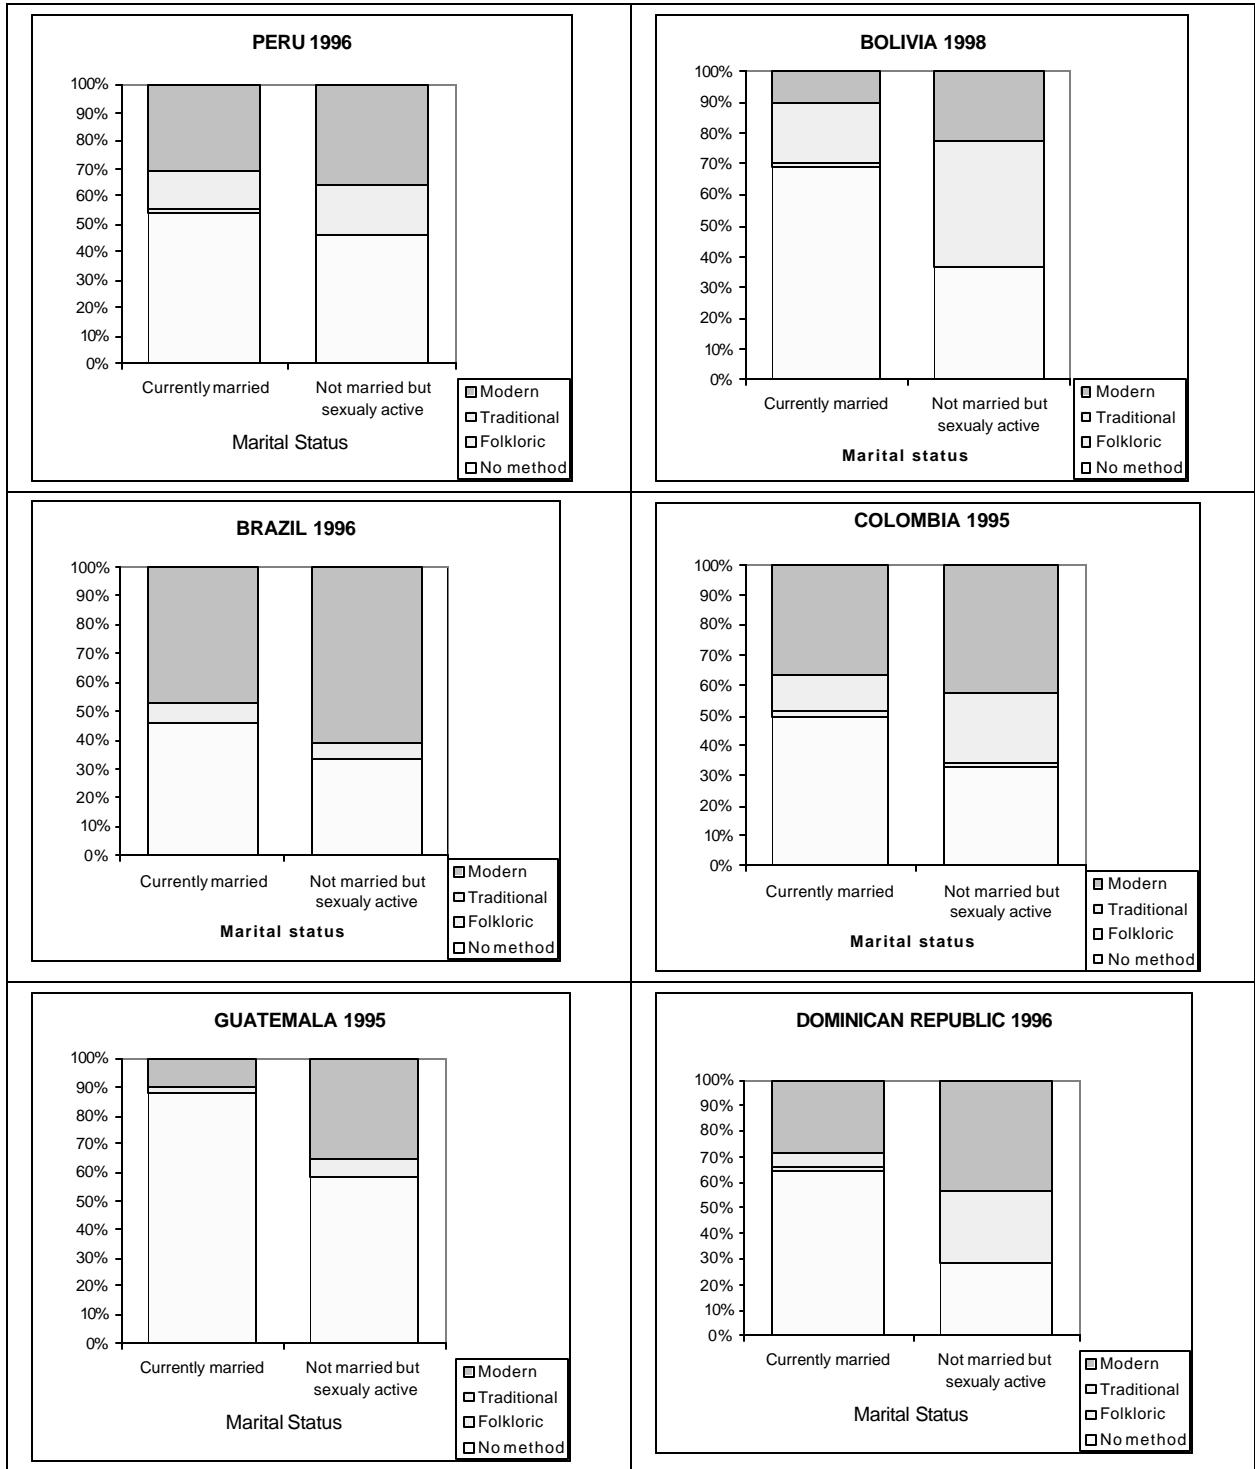 PERU 1996
100%
90%
80%
70%
60%
50%
40%
30%
20%
10%
0%
Currently married
Not married but
sexualy active
Marital Status
Modern
Traditional
Folkloric
No method
BOLIVIA 1998
100%
90%
80%
70%
60%
50%
40%
30%
20%
10%
0%
Currently married
Not married but
sexualy active
Marital status
Modern
Traditional
Folkloric
No method
BRAZIL 1996
100%
90%
80%
70%
60%
50%
40%
30%
20%
10%
0%
Currently married
Not married but
sexualy active
Marital status
Modern
Traditional
Folkloric
No method
COLOMBIA 1995
100%
90%
80%
70%
60%
50%
40%
30%
20%
10%
0%
Currently married
Not married but
sexualy active
Marital status
Modern
Traditional
Folkloric
No method
GUATEMALA 1995
100%
90%
80%
70%
60%
50%
40%
30%
20%
10%
0%
Currently married
Not married but
sexualy active
Marital Status
Modern
Traditional
Folkloric
No method
DOMINICAN REPUBLIC 1996
100%
90%
80%
70%
60%
50%
40%
30%
20%
10%
0%
Currently married
Not married but
sexualy active
Marital Status
Modern
Traditional
Folkloric
No method